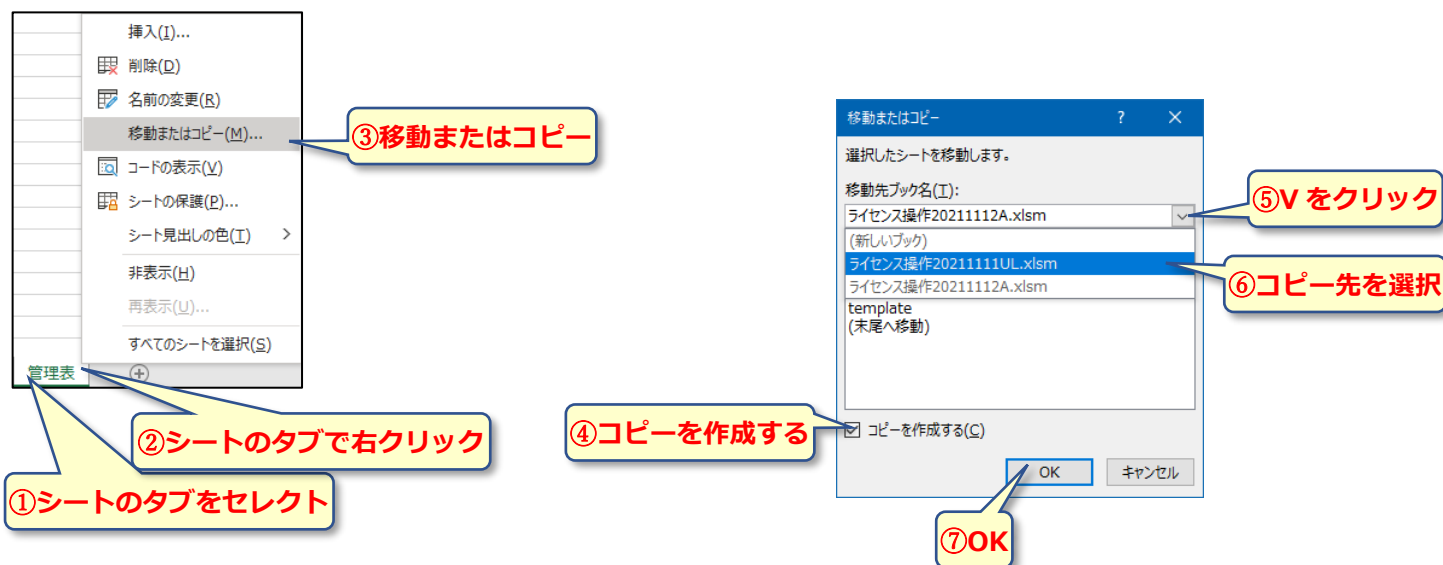 挿入(I)...
削除(D)
名前の変更(R)
移動またはコピー(M)...
コードの表示(V)
シートの保護(P)...
シート見出しの色(T) >
非表示(H)
再表示(U)...
すべてのシートを選択(S)
管理表
③移動またはコピー
②シートのタブで右クリック
①シートのタブをセレクト
移動またはコピー ? ×
選択したシートを移動します。
移動先ブック名(T):
ライセンス操作20211112A.xlsm
(新しいブック)
ライセンス操作20211111UL.xlsm
ライセンス操作20211112A.xlsm
template
(末尾へ移動)
コピーを作成する(C)
OK キャンセル
⑤V をクリック
⑥コピー先を選択
④コピーを作成する
⑦OK